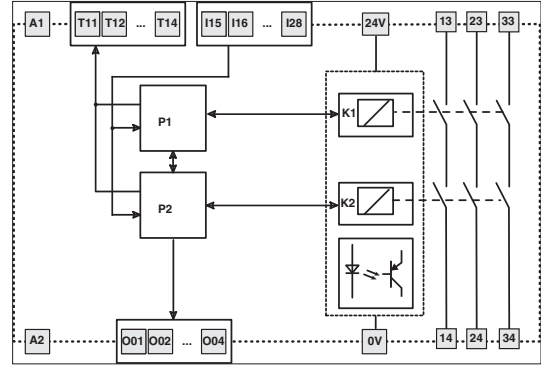 A1 T11 T12 ... T14 I15 I16 ... I28 24V 13 23 33
P1 K1
P2 K2
A2 O01 O02 ... O04 0V 14 24 34